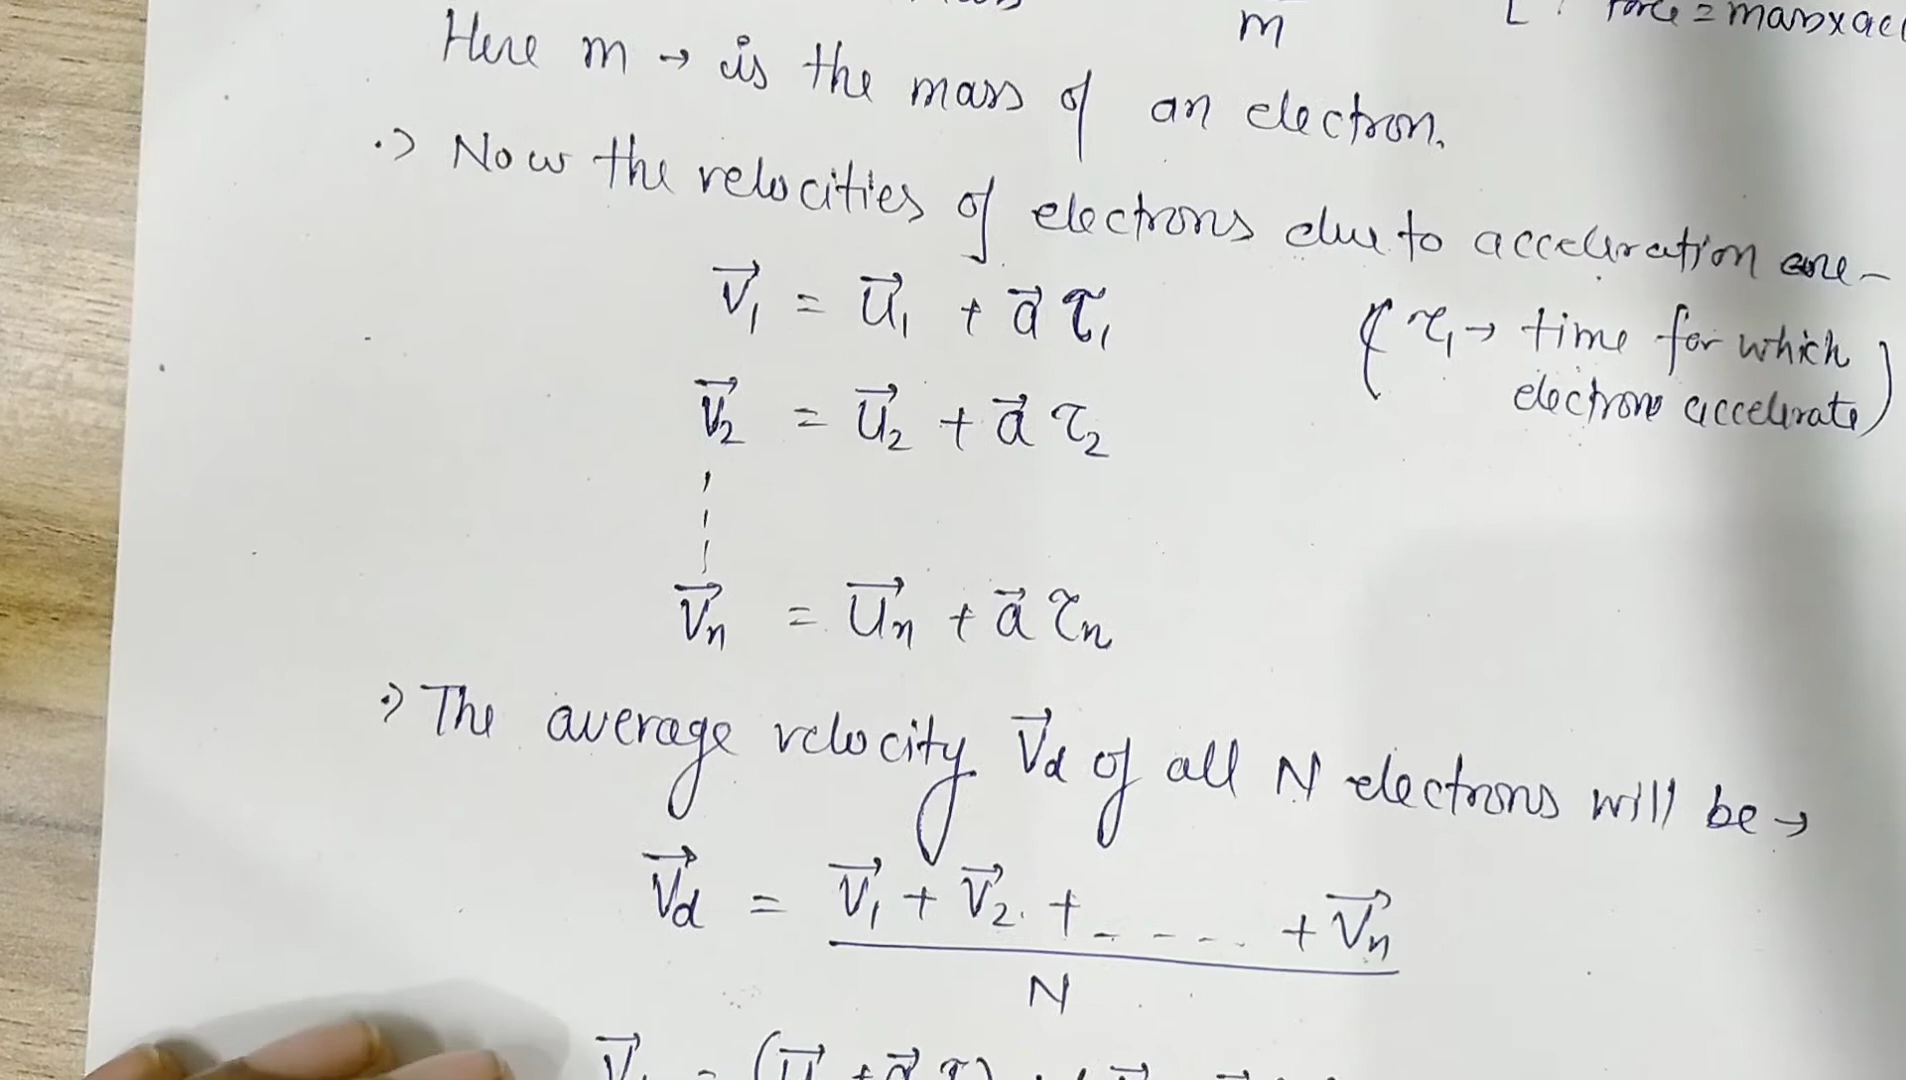 m
Force = mass x acc
Here m → is the mass of an electron.
.) Now the velocities of electrons due to acceleration are -
V⃗₁ = u⃗₁ + a⃗ τ₁
(τ₁ → time for which
electrons accelerate)
V⃗₂ = u⃗₂ + a⃗ τ₂
V⃗n = u⃗n + a⃗ τn
.) The average velocity V⃗d of all N electrons will be →
V⃗d = V⃗₁ + V⃗₂ + - - - - + V⃗n
N